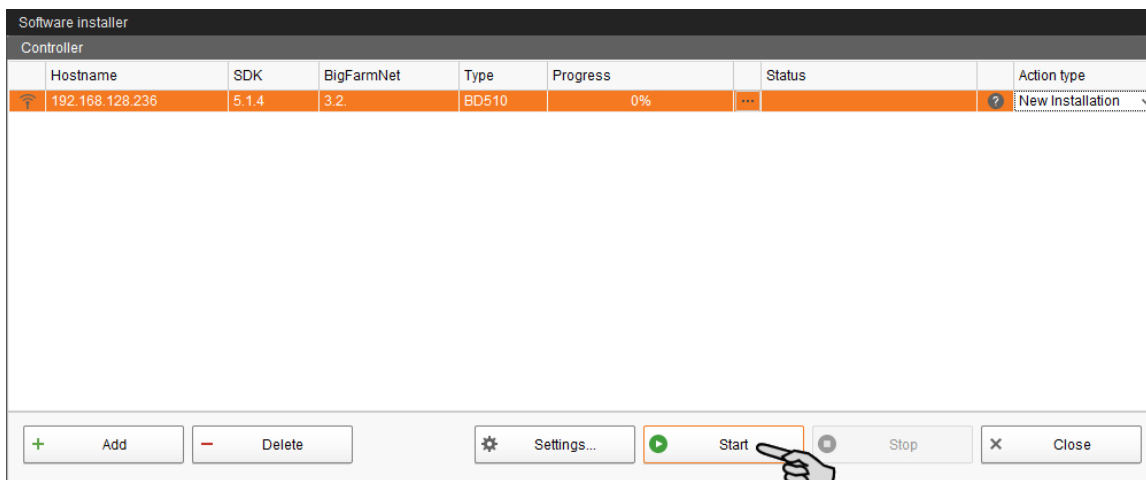 Software installer
Controller
Hostname SDK BigFarmNet Type Progress Status Action type
192.168.128.236 5.1.4 3.2. BD510 0% ... ? New Installation
Add Delete Settings... Start Stop Close